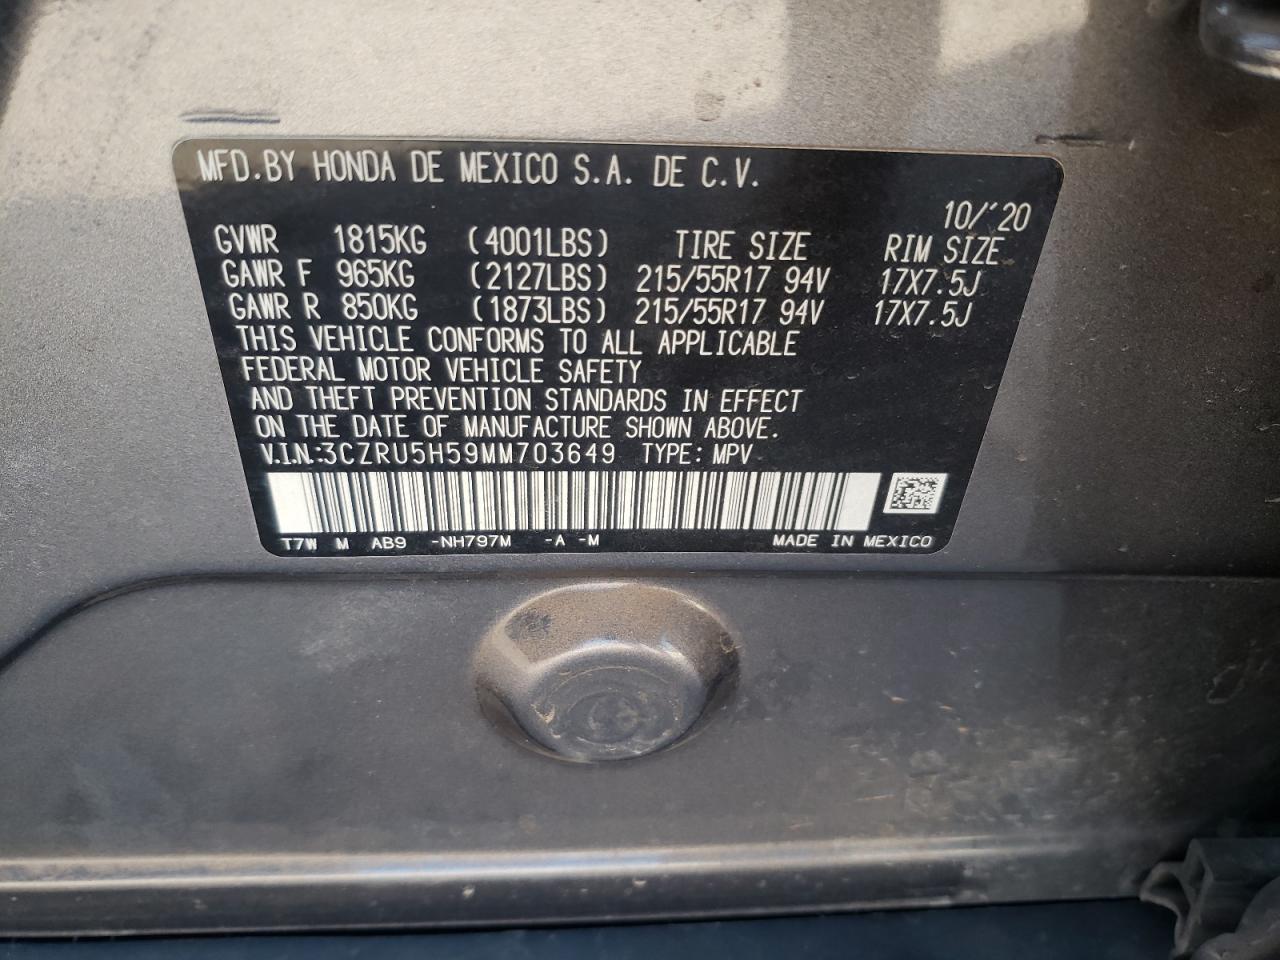 MFD.BY HONDA DE MEXICO S.A. DE C.V.
10/'20
GVWR 1815KG (4001LBS) TIRE SIZE RIM SIZE
GAWR F 965KG (2127LBS) 215/55R17 94V 17X7.5J
GAWR R 850KG (1873LBS) 215/55R17 94V 17X7.5J
THIS VEHICLE CONFORMS TO ALL APPLICABLE
FEDERAL MOTOR VEHICLE SAFETY
AND THEFT PREVENTION STANDARDS IN EFFECT
ON THE DATE OF MANUFACTURE SHOWN ABOVE.
V.I.N.:3CZRU5H59MM703649 TYPE: MPV
T7W M AB9 -NH797M -A -M MADE IN MEXICO